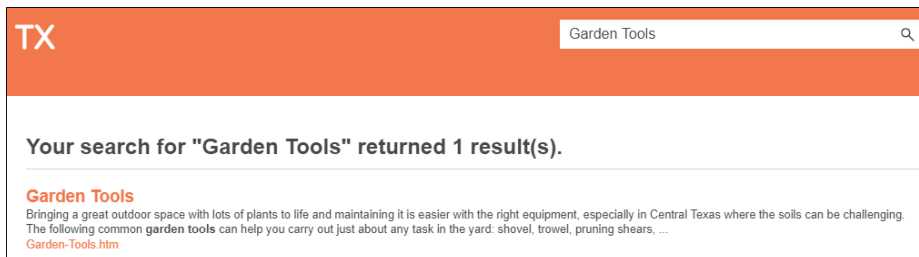 TX
Garden Tools
Your search for "Garden Tools" returned 1 result(s).
Garden Tools
Bringing a great outdoor space with lots of plants to life and maintaining it is easier with the right equipment, especially in Central Texas where the soils can be challenging.
The following common garden tools can help you carry out just about any task in the yard: shovel, trowel, pruning shears, ...
Garden-Tools.htm